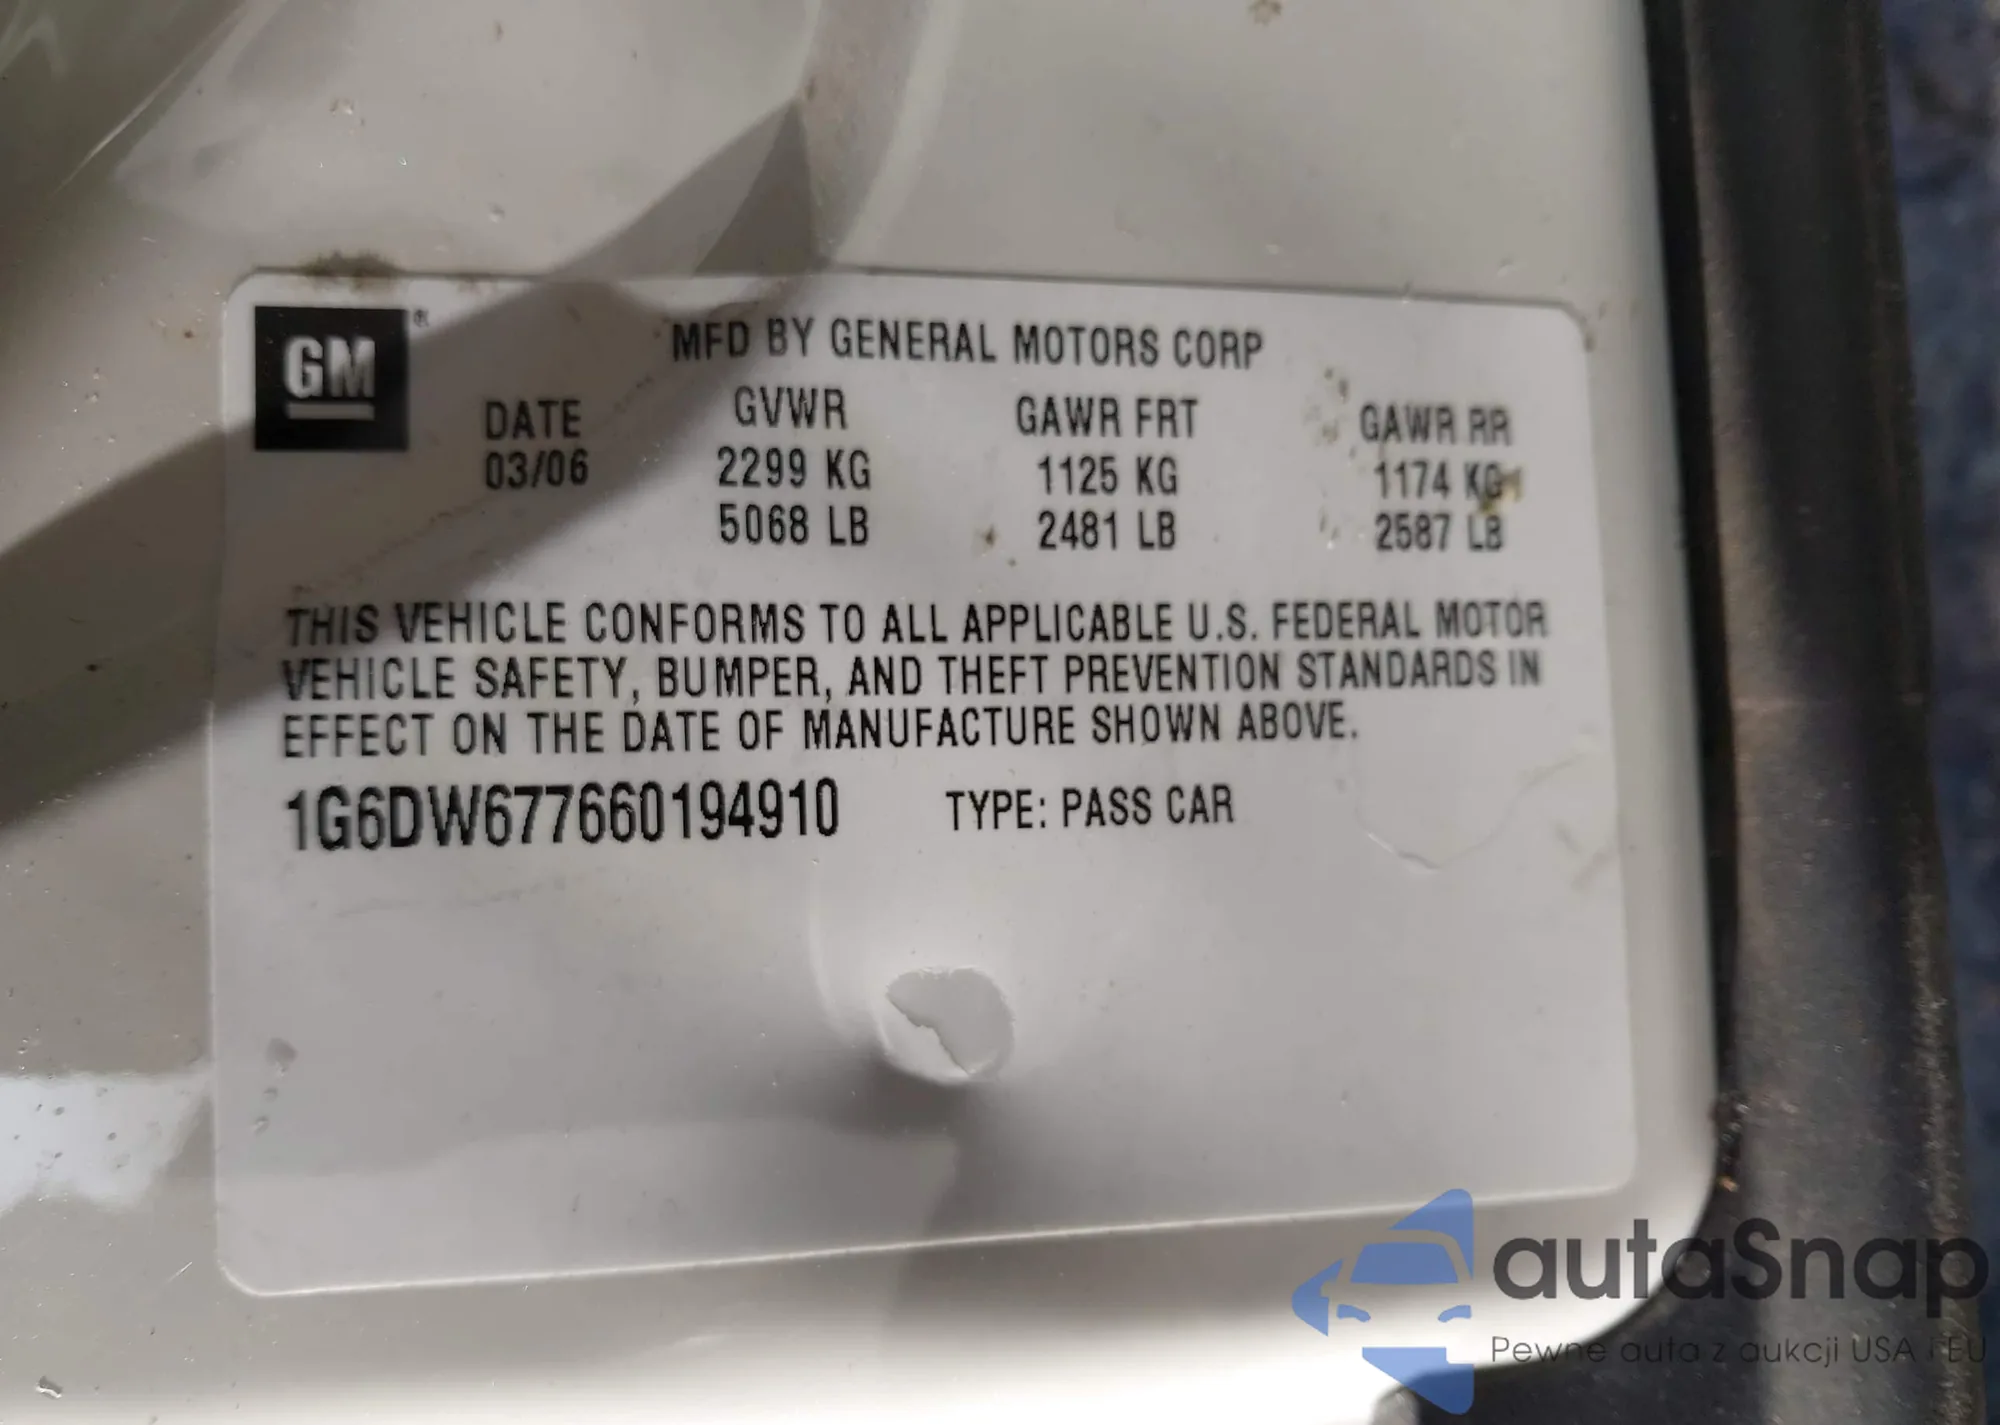 GM®
MFD BY GENERAL MOTORS CORP
DATE GVWR GAWR FRT GAWR RR
03/06 2299 KG 1125 KG 1174 KG
5068 LB 2481 LB 2587 LB
THIS VEHICLE CONFORMS TO ALL APPLICABLE U.S. FEDERAL MOTOR
VEHICLE SAFETY, BUMPER, AND THEFT PREVENTION STANDARDS IN
EFFECT ON THE DATE OF MANUFACTURE SHOWN ABOVE.
1G6DW677660194910 TYPE: PASS CAR
autaSnap
Pewne auta z aukcji USA i EU